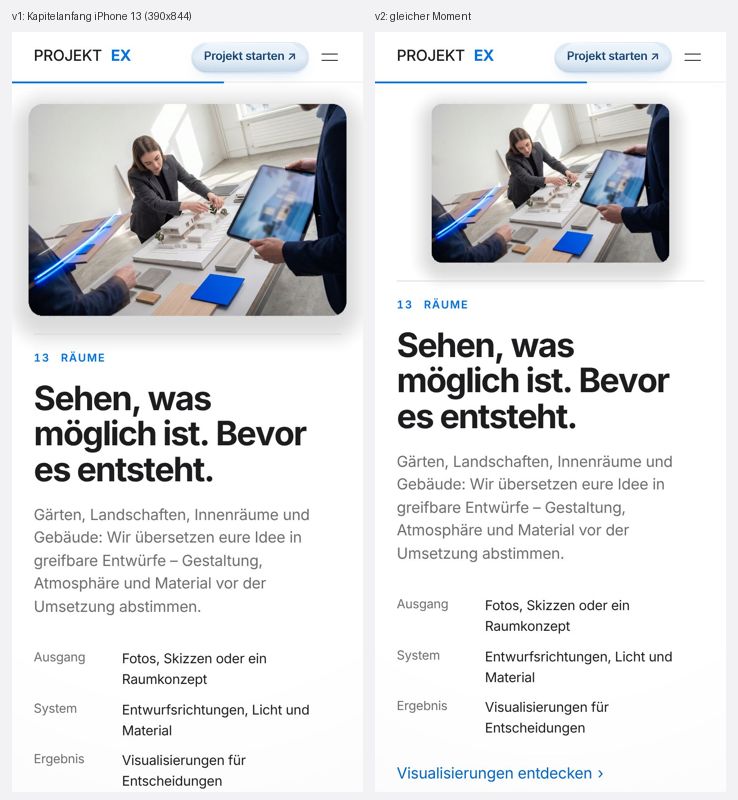 v1: Kapitelanfang iPhone 13 (390x844)
PROJEKT EX
Projekt starten ↗
13 RÄUME
Sehen, was
möglich ist. Bevor
es entsteht.
Gärten, Landschaften, Innenräume und
Gebäude: Wir übersetzen eure Idee in
greifbare Entwürfe – Gestaltung,
Atmosphäre und Material vor der
Umsetzung abstimmen.
Ausgang Fotos, Skizzen oder ein
Raumkonzept
System Entwurfsrichtungen, Licht und
Material
Ergebnis Visualisierungen für
Entscheidungen
v2: gleicher Moment
PROJEKT EX
Projekt starten ↗
13 RÄUME
Sehen, was
möglich ist. Bevor
es entsteht.
Gärten, Landschaften, Innenräume und
Gebäude: Wir übersetzen eure Idee in
greifbare Entwürfe – Gestaltung,
Atmosphäre und Material vor der
Umsetzung abstimmen.
Ausgang Fotos, Skizzen oder ein
Raumkonzept
System Entwurfsrichtungen, Licht und
Material
Ergebnis Visualisierungen für
Entscheidungen
Visualisierungen entdecken ›